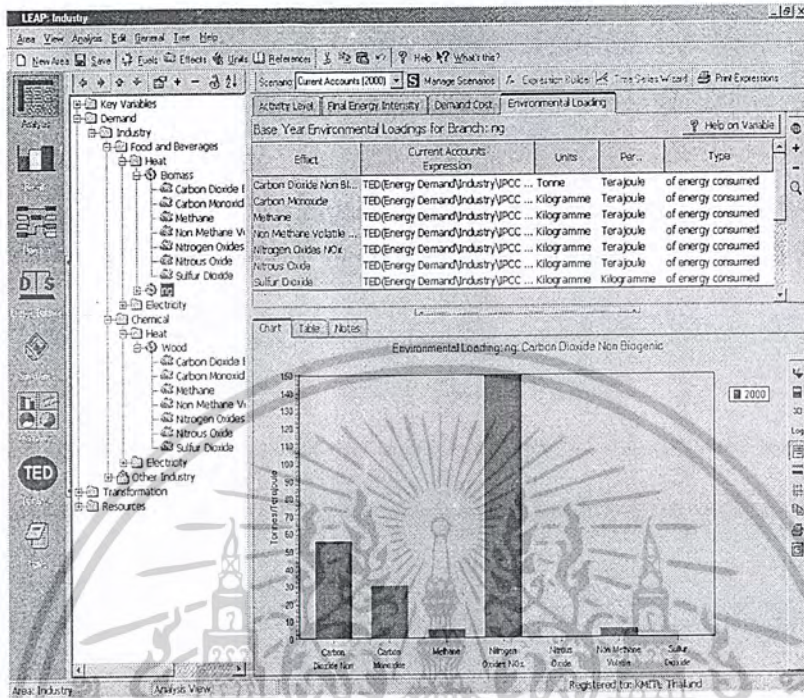 LEAP: Industry
Area View Analysis Edit General Tree Help
New Area Save Fuels Effects Units References Help What's this?
Scenario: Current Accounts (2000) Manage Scenarios Expression Builder Time Series Wizard Print Expressions
Analysis
TED
Key Variables
Demand
Industry
Food and Beverages
Heat
Biomass
Carbon Dioxide
Carbon Monoxid
Methane
Non Methane V
Nitrogen Oxides
Nitrous Oxide
Sulfur Dioxide
ng
Electricity
Chemical
Heat
Wood
Carbon Dioxide
Carbon Monoxid
Methane
Non Methane V
Nitrogen Oxides
Nitrous Oxide
Sulfur Dioxide
Electricity
Other Industry
Transformation
Resources
Activity Level Final Energy Intensity Demand Cost Environmental Loading
Base Year Environmental Loadings for Branch: ng Help on Variable
Effect Current Accounts Expression Units Per... Type
Carbon Dioxide Non Bi... TED(Energy Demand\Industry\IPCC ... Tonne Terajoule of energy consumed
Carbon Monoxide TED(Energy Demand\Industry\IPCC ... Kilogramme Terajoule of energy consumed
Methane TED(Energy Demand\Industry\IPCC ... Kilogramme Terajoule of energy consumed
Non Methane Volatile ... TED(Energy Demand\Industry\IPCC ... Kilogramme Terajoule of energy consumed
Nitrogen Oxides NOx TED(Energy Demand\Industry\IPCC ... Kilogramme Terajoule of energy consumed
Nitrous Oxide TED(Energy Demand\Industry\IPCC ... Kilogramme Terajoule of energy consumed
Sulfur Dioxide TED(Energy Demand\Industry\IPCC ... Kilogramme Kilogramme of energy consumed
Chart Table Notes
Environmental Loading: ng: Carbon Dioxide Non Biogenic
2000
Tonnes/Terajoule
150
140
130
120
110
100
90
80
70
60
50
40
30
20
10
0
Carbon Dioxide Non
Carbon Monoxide
Methane
Nitrogen Oxides NOx
Nitrous Oxide
Non Methane Volatile
Sulfur Dioxide
3D
Log
Area: Industry Analysis View Registered to: KMITL Thailand